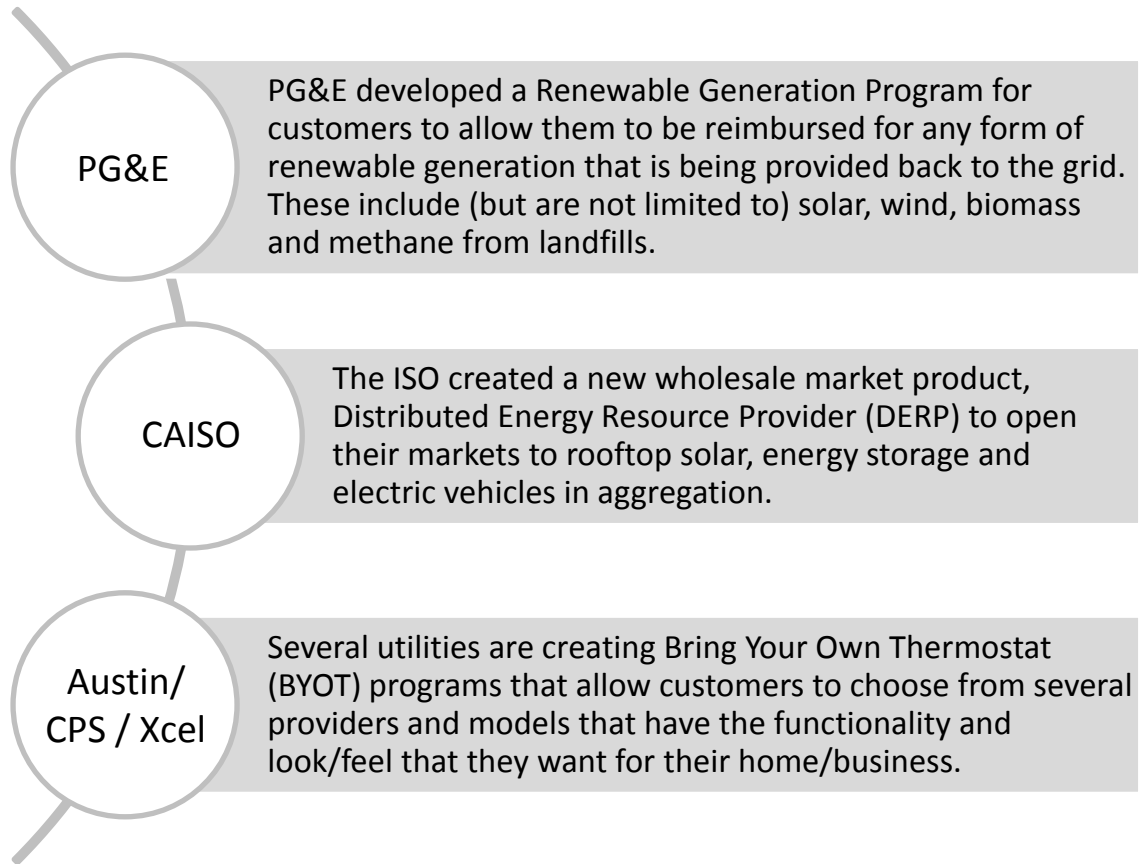 PG&E
PG&E developed a Renewable Generation Program for
customers to allow them to be reimbursed for any form of
renewable generation that is being provided back to the grid.
These include (but are not limited to) solar, wind, biomass
and methane from landfills.
CAISO
The ISO created a new wholesale market product,
Distributed Energy Resource Provider (DERP) to open
their markets to rooftop solar, energy storage and
electric vehicles in aggregation.
Austin/
CPS / Xcel
Several utilities are creating Bring Your Own Thermostat
(BYOT) programs that allow customers to choose from several
providers and models that have the functionality and
look/feel that they want for their home/business.